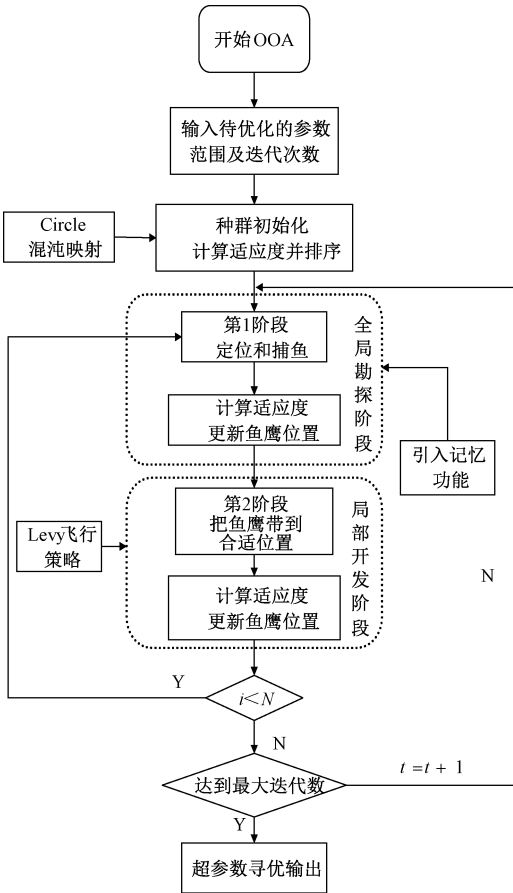 开始OOA
输入待优化的参数
范围及迭代次数
Circle
混沌映射
种群初始化
计算适应度并排序
第1阶段
定位和捕鱼
全局勘探阶段
计算适应度
更新鱼鹰位置
引入记忆
功能
第2阶段
把鱼鹰带到
合适位置
Levy飞行
策略
局部开发阶段
计算适应度
更新鱼鹰位置
N
Y
i<N
N
达到最大迭代数
t=t+1
Y
超参数寻优输出